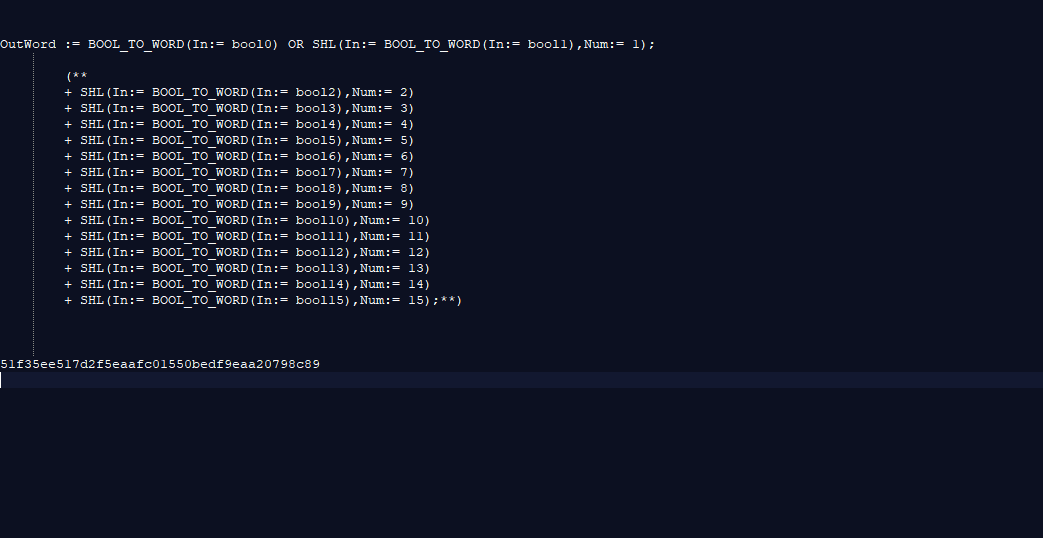 OutWord := BOOL_TO_WORD(In:= bool0) OR SHL(In:= BOOL_TO_WORD(In:= bool1),Num:= 1);
(**
+ SHL(In:= BOOL_TO_WORD(In:= bool2),Num:= 2)
+ SHL(In:= BOOL_TO_WORD(In:= bool3),Num:= 3)
+ SHL(In:= BOOL_TO_WORD(In:= bool4),Num:= 4)
+ SHL(In:= BOOL_TO_WORD(In:= bool5),Num:= 5)
+ SHL(In:= BOOL_TO_WORD(In:= bool6),Num:= 6)
+ SHL(In:= BOOL_TO_WORD(In:= bool7),Num:= 7)
+ SHL(In:= BOOL_TO_WORD(In:= bool8),Num:= 8)
+ SHL(In:= BOOL_TO_WORD(In:= bool9),Num:= 9)
+ SHL(In:= BOOL_TO_WORD(In:= bool10),Num:= 10)
+ SHL(In:= BOOL_TO_WORD(In:= bool11),Num:= 11)
+ SHL(In:= BOOL_TO_WORD(In:= bool12),Num:= 12)
+ SHL(In:= BOOL_TO_WORD(In:= bool13),Num:= 13)
+ SHL(In:= BOOL_TO_WORD(In:= bool14),Num:= 14)
+ SHL(In:= BOOL_TO_WORD(In:= bool15),Num:= 15);**)
51f35ee517d2f5eaafc01550bedf9eaa20798c89